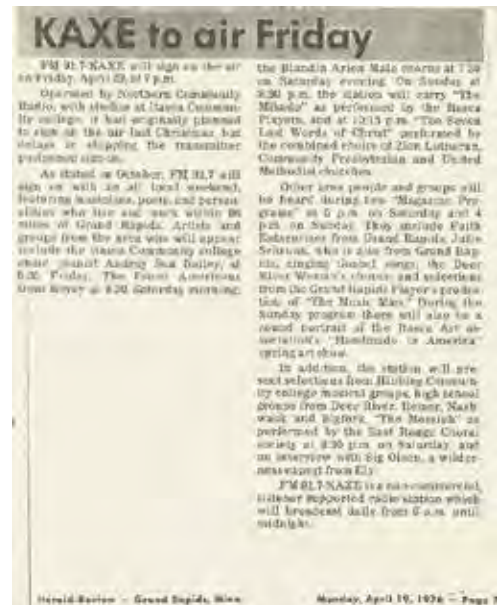 KAXE to air Friday
FM 91.7 KAXE will sign on the air
on Friday, April 23, at 7 p.m.
Operated by Northern Community
Radio, with studios at Itasca Commun-
ity college, it had originally planned
to sign on the air last Christmas, but
delays in shipping the transmitter
sign-on.
As stated in October, FM 91.7 will
sign on with an all local weekend,
featuring musicians, poets, and person-
alities who live and work within
miles of Grand Rapids. Artists and
groups from the area who will appear
include the Itasca Community college
choir, pianist Andrea Sea at
Friday, The
from at 8:30 Saturday morning,
the Blandin Male chorus at 7:30
on Saturday evening. On Sunday at
8:30 p.m. the station will carry "The
Mikado" as performed by the Itasca
Players, and at 12:15 p.m. "The Seven
Last Words of Christ" performed by
the combined choirs of Zion Lutheran,
Community Presbyterian and United
Methodist churches.
Other area people and groups will
be heard during two "Magazine Pro-
grams" at 5 p.m. on Saturday and 4
p.m. on Sunday. They include Faith
from Grand Rapids, Julie
who is also from Grand Rap-
ids, singing Gospel songs, the Deer
River Women's chorus and selections
from the Grand Rapids Player's produc-
tion of "The Music Man." During the
Sunday program there will also be a
sound portrait of the Itasca Art as-
sociation's "Handmade in America"
spring art show.
In addition, the station will pre-
sent selections from Hibbing Commun-
ity college musical groups, high school
groups from Deer River, Remer, Nash-
wauk and Bigfork, "The Messiah" as
performed by the East Range Choral
society at 8:30 p.m. on Saturday, and
an interview with Sig Olson, a wilder-
ness expert from Ely.
FM 91.7 KAXE is a non-commercial,
listener supported radio station which
will broadcast daily from 6 a.m. until
midnight.
Herald-Review - Grand Rapids, Minn. Monday, April 19, 1976 - Page